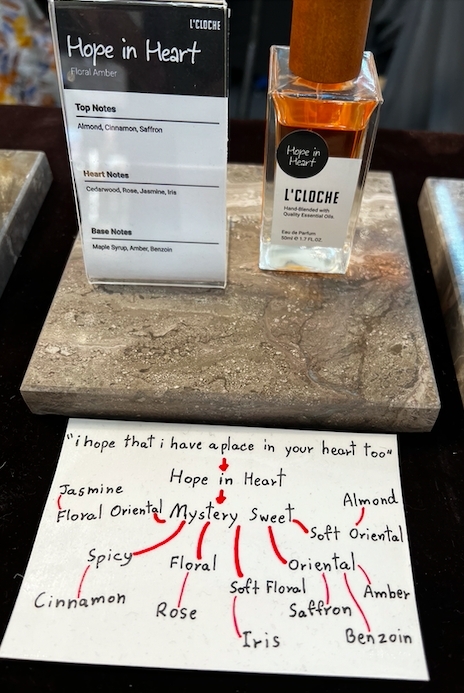 L'CLOCHE
Hope in Heart
Floral Amber
Top Notes
Almond, Cinnamon, Saffron
Heart Notes
Cedarwood, Rose, Jasmine, Iris
Base Notes
Maple Syrup, Amber, Benzoin
Hope in
Heart
L'CLOCHE
Hand-Blended with
Quality Essential Oils.
Eau de Parfum
50ml ℮ 1.7 FL.OZ
"i hope that i have a place in your heart too"
Hope in Heart
Jasmine
Floral Oriental Mystery Sweet
Almond
Soft Oriental
Spicy
Floral
Soft Floral
Oriental
Cinnamon
Rose
Iris
Saffron
Amber
Benzoin